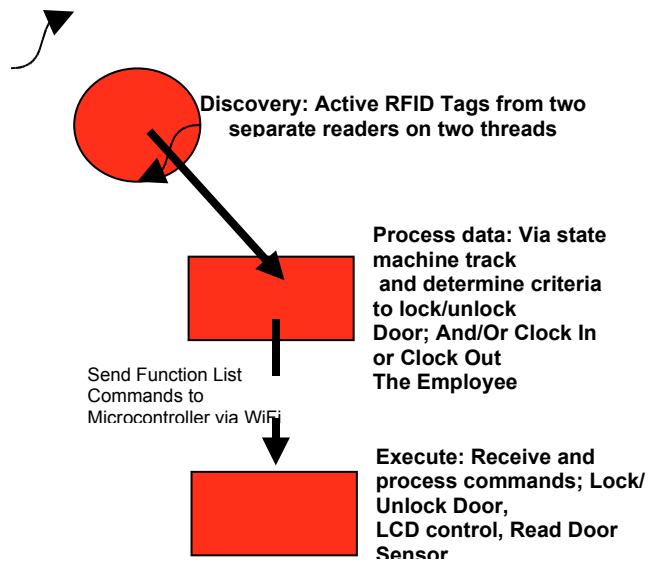 Discovery: Active RFID Tags from two
separate readers on two threads
Process data: Via state
machine track
and determine criteria
to lock/unlock
Door; And/Or Clock In
or Clock Out
The Employee
Send Function List
Commands to
Microcontroller via WiFi
Execute: Receive and
process commands; Lock/
Unlock Door,
LCD control, Read Door
Sensor